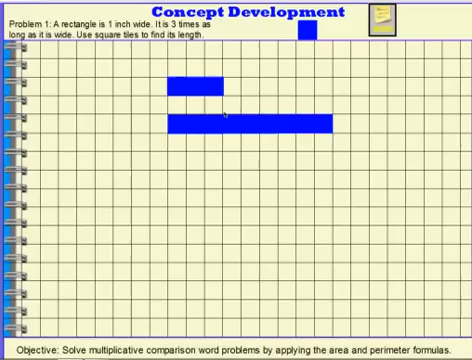 Concept Development
Problem 1: A rectangle is 1 inch wide. It is 3 times as
long as it is wide. Use square tiles to find its length.
Objective: Solve multiplicative comparison word problems by applying the area and perimeter formulas.